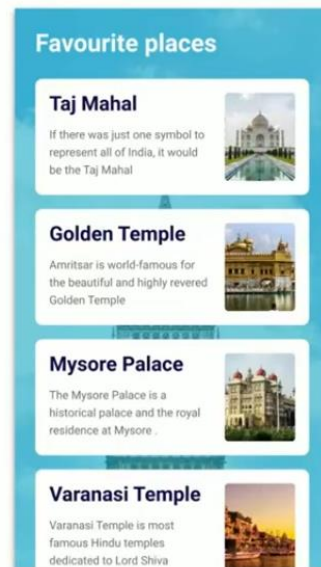 Favourite places
Taj Mahal
If there was just one symbol to
represent all of India, it would
be the Taj Mahal
Golden Temple
Amritsar is world-famous for
the beautiful and highly revered
Golden Temple
Mysore Palace
The Mysore Palace is a
historical palace and the royal
residence at Mysore .
Varanasi Temple
Varanasi Temple is most
famous Hindu temples
dedicated to Lord Shiva